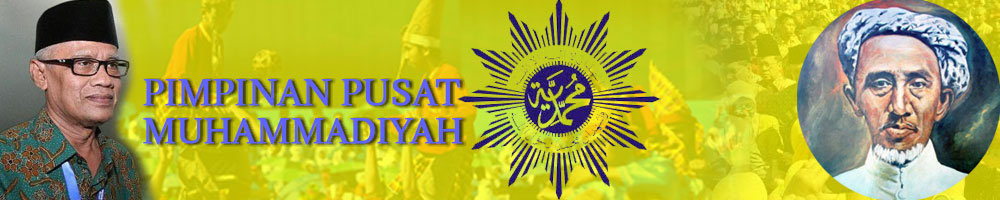 PIMPINAN PUSAT
MUHAMMADIYAH
محمدية